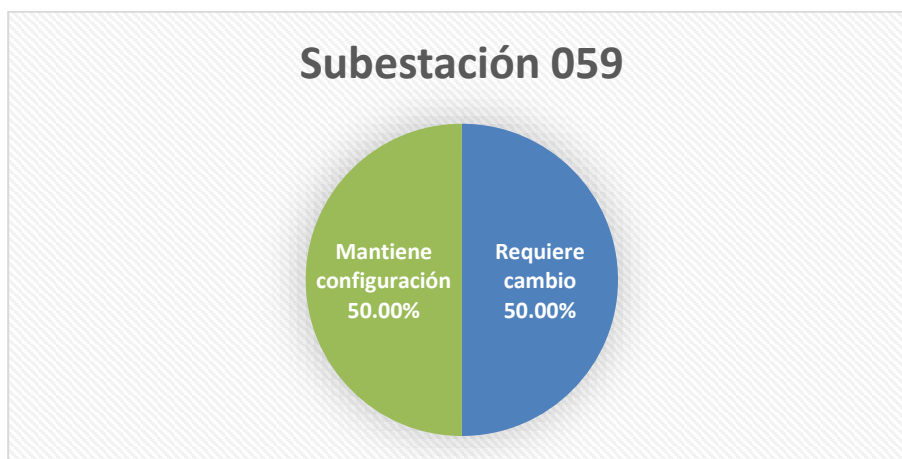 Subestación 059
Mantiene
configuración
50.00%
Requiere
cambio
50.00%